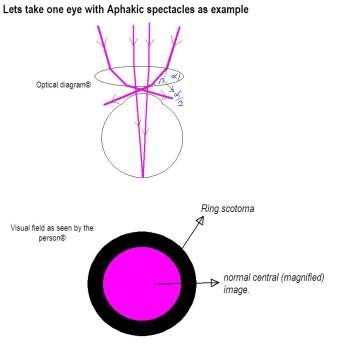 Lets take one eye with Aphakic spectacles as example
Optical diagram©
Ring scotoma
Visual field as seen by the
person©
normal central (magnified)
image.